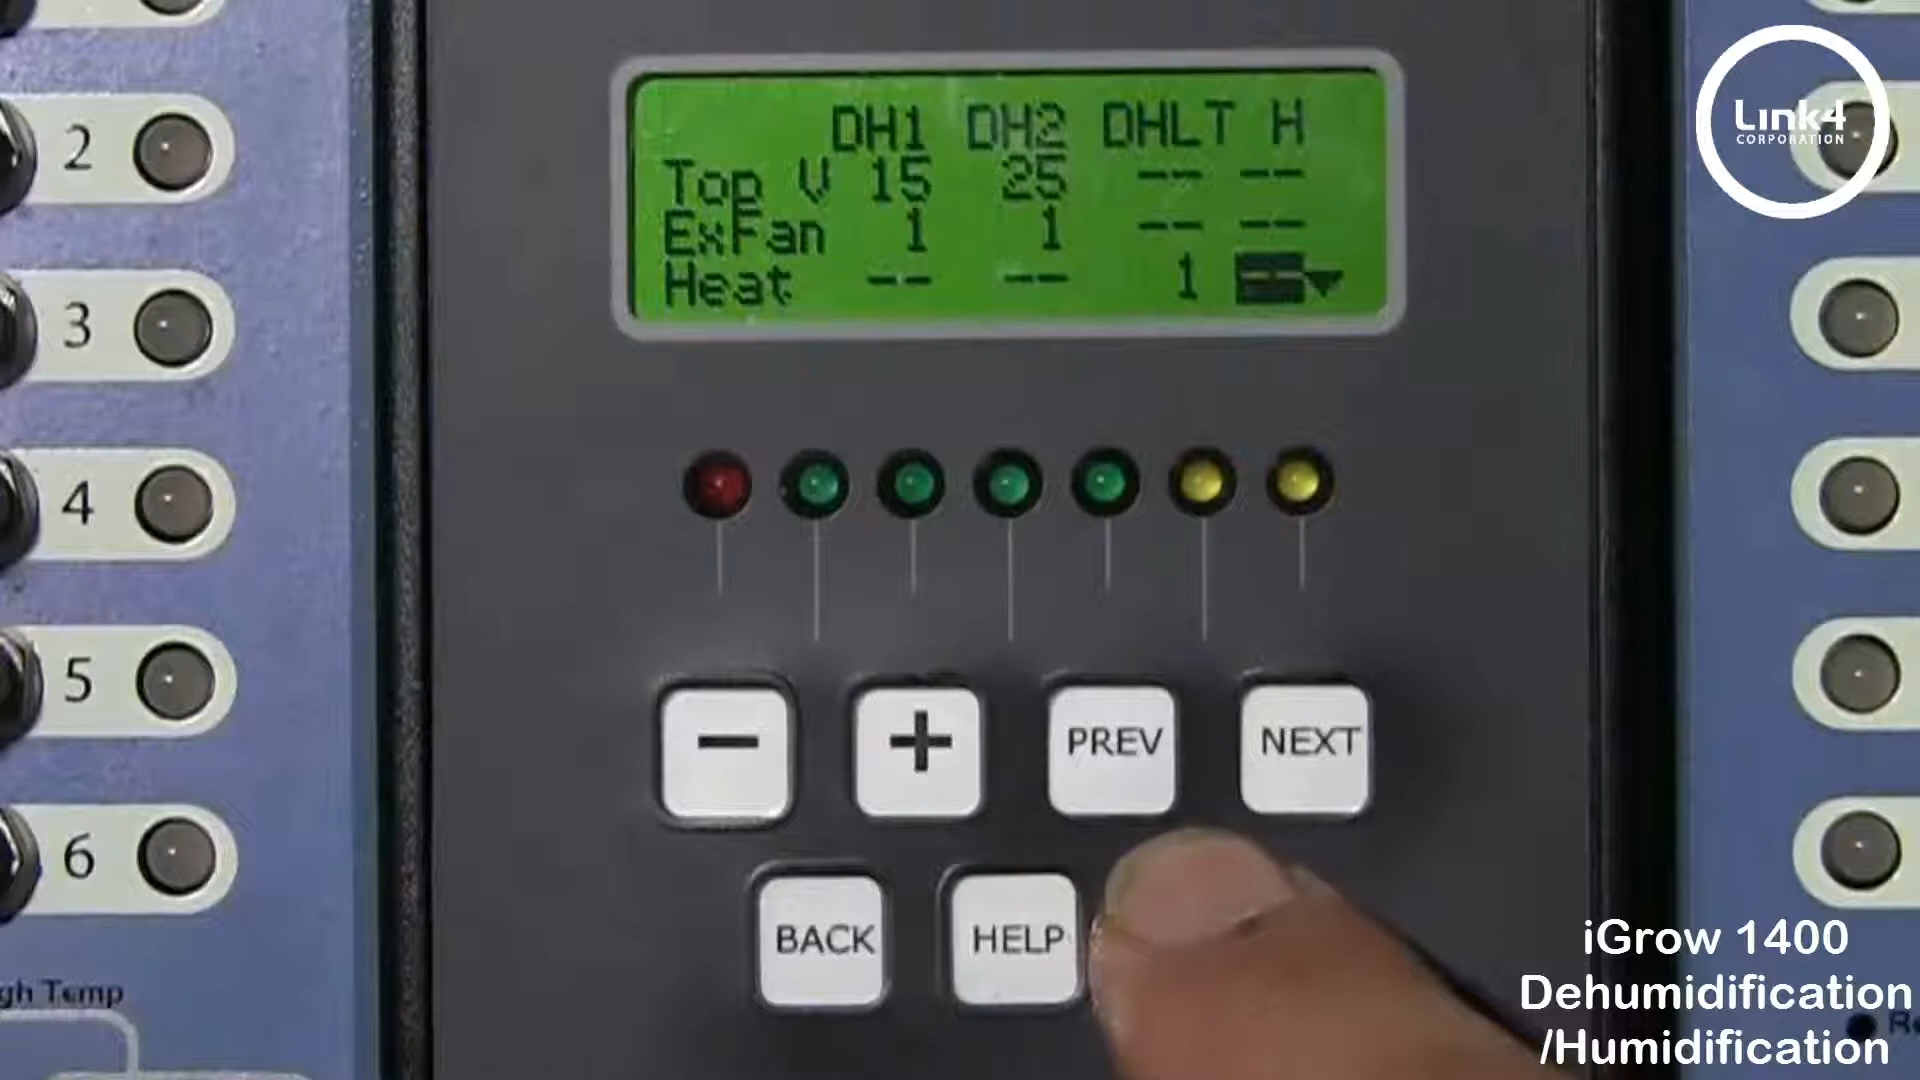 DH1 DH2 DHLT H
Top V 15 25 -- --
ExFan 1 1 -- --
Heat -- -- 1 --
Link4
CORPORATION
2
3
4
5
6
−
+
PREV
NEXT
BACK
HELP
gh Temp
iGrow 1400
Dehumidification
/Humidification